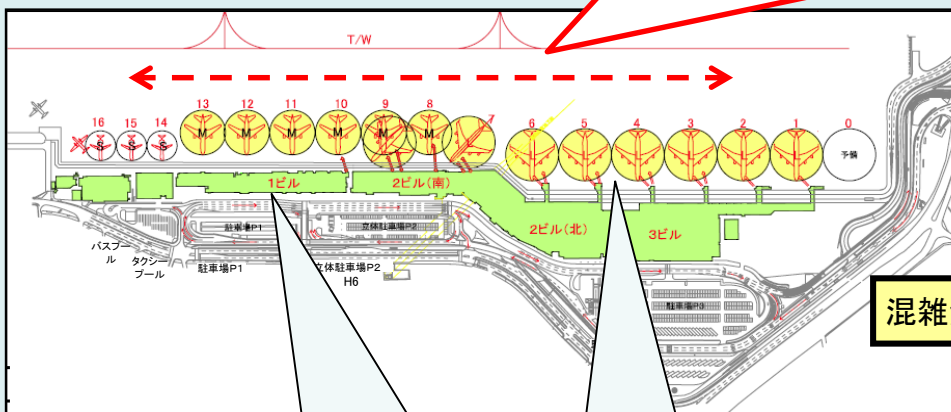 T/W
16
15
14
13
12
11
10
9
8
7
6
5
4
3
2
1
0
S
S
S
M
M
M
M
M
M
L
L
L
予備
1ビル
2ビル(南)
2ビル(北)
3ビル
駐車場P1
立体駐車場P2
バスプー
ル
タクシー
プール
駐車場P1
立体駐車場P2
H6
駐車場P3
混雑